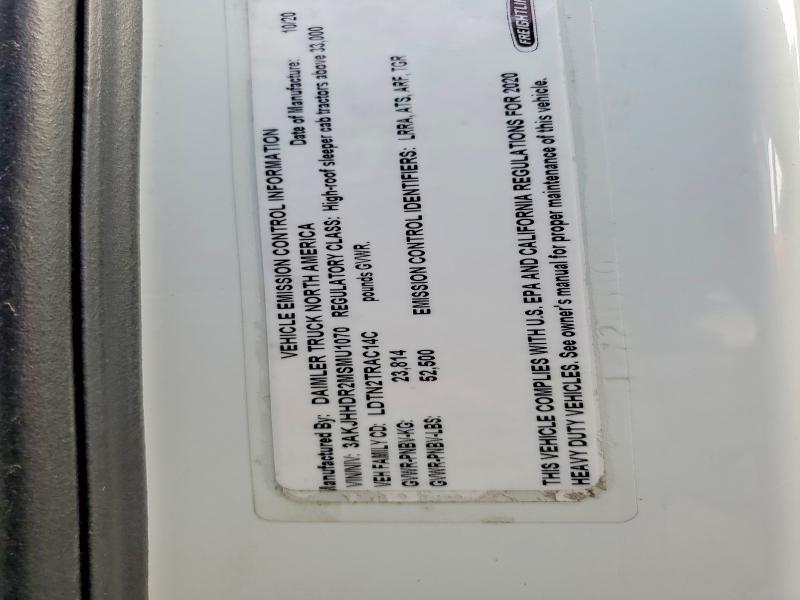 VEHICLE EMISSION CONTROL INFORMATION
Manufactured By: DAIMLER TRUCK NORTH AMERICA Date of Manufacture: 10/20
VIN/NIV: 3AKJHHDR2MSMU1070 REGULATORY CLASS: High-roof sleeper cab tractors above 33,000
VEH FAMILY CD: LDTN2TRAC14C pounds GVWR.
GVWR-PNBV-KG: 23,814
GVWR-PNBV-LBS: 52,500 EMISSION CONTROL IDENTIFIERS: LRRA, ATS, ARF, TGR
THIS VEHICLE COMPLIES WITH U.S. EPA AND CALIFORNIA REGULATIONS FOR 2020
HEAVY DUTY VEHICLES. See owner's manual for proper maintenance of this vehicle.
FREIGHTLIN